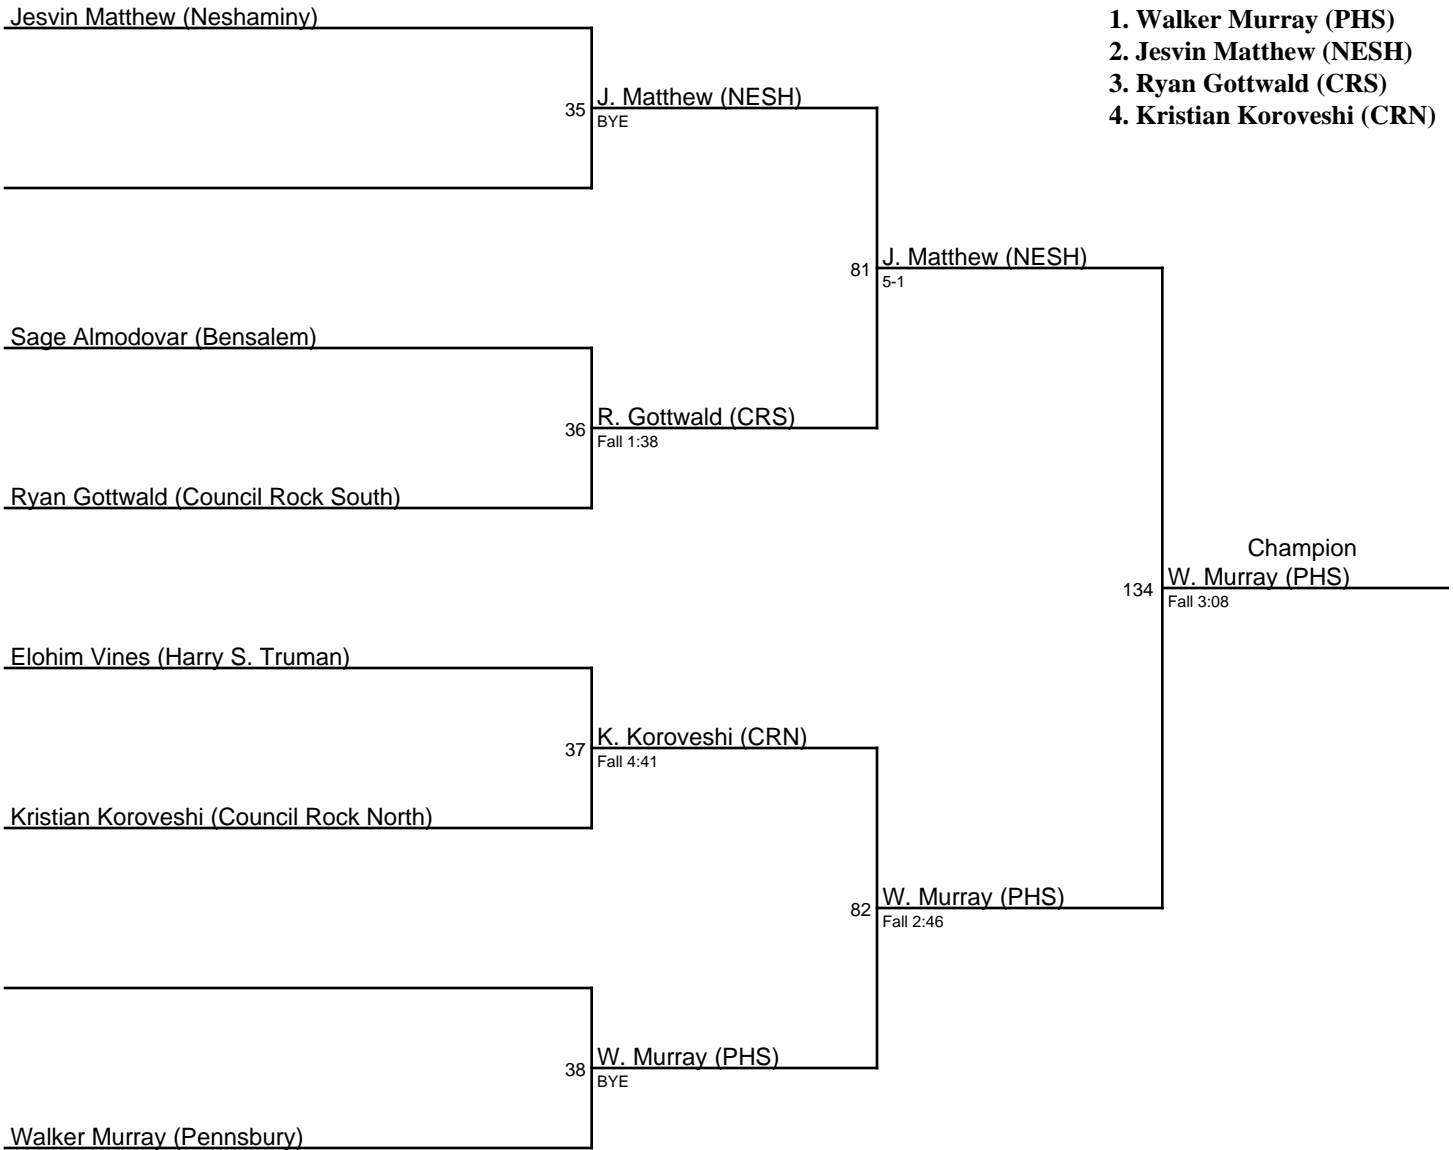 Jesvin Matthew (Neshaminy)
1. Walker Murray (PHS)
2. Jesvin Matthew (NESH)
3. Ryan Gottwald (CRS)
4. Kristian Koroveshi (CRN)
35
J. Matthew (NESH)
BYE
81
J. Matthew (NESH)
5-1
Sage Almodovar (Bensalem)
36
R. Gottwald (CRS)
Fall 1:38
Ryan Gottwald (Council Rock South)
Champion
134
W. Murray (PHS)
Fall 3:08
Elohim Vines (Harry S. Truman)
37
K. Koroveshi (CRN)
Fall 4:41
Kristian Koroveshi (Council Rock North)
82
W. Murray (PHS)
Fall 2:46
38
W. Murray (PHS)
BYE
Walker Murray (Pennsbury)